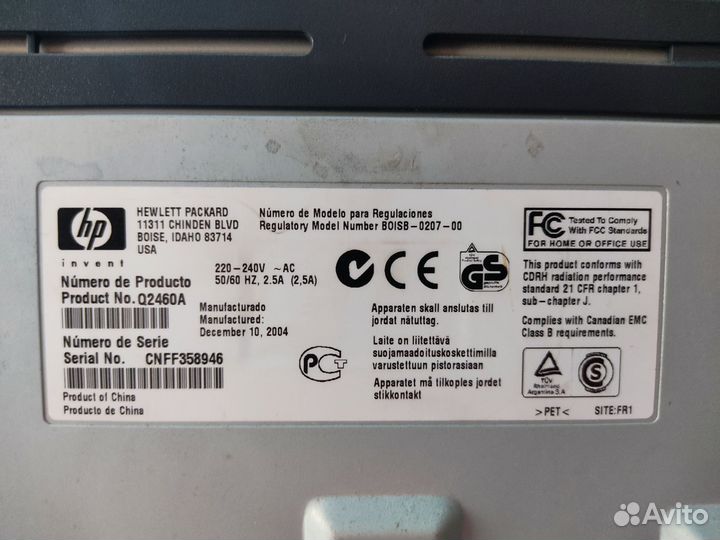 hp
invent
HEWLETT PACKARD
11311 CHINDEN BLVD
BOISE, IDAHO 83714
USA
Número de Modelo para Regulaciones
Regulatory Model Number BOISB-0207-00
Número de Producto
Product No. Q2460A
220-240V ~ AC
50/60 HZ, 2.5A (2,5A)
Manufacturado
Manufactured:
December 10, 2004
Número de Serie
Serial No. CNFF358946
Product of China
Producto de China
N
CE
GS
PG
Apparaten skall anslutas till
jordat nätuttag.
Laite on liitettävä
suojamaadoituskoskettimilla
varustettuun pistorasiaan
Apparatet må tilkoples jordet
stikkontakt
FC Tested To Comply
With FCC Standards
FOR HOME OR OFFICE USE
This product conforms with
CDRH radiation performance
standard 21 CFR chapter 1,
sub-chapter J.
Complies with Canadian EMC
Class B requirements.
TÜV
Rheinland
Argentina S.A
S
>PET< SITE:FR1
Avito